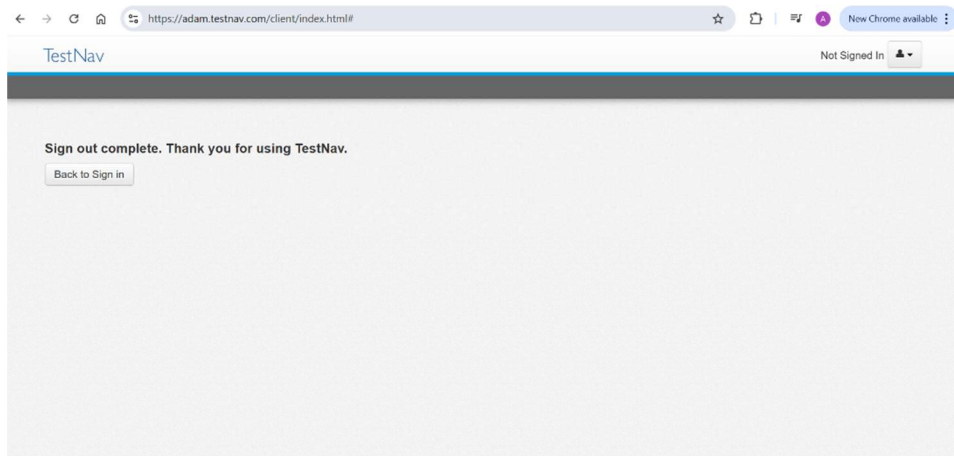 https://adam.testnav.com/client/index.html#
A
New Chrome available
TestNav
Not Signed In
Sign out complete. Thank you for using TestNav.
Back to Sign in